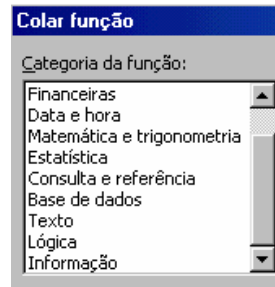 Colar função
Categoria da função:
Financeiras
Data e hora
Matemática e trigonometria
Estatística
Consulta e referência
Base de dados
Texto
Lógica
Informação